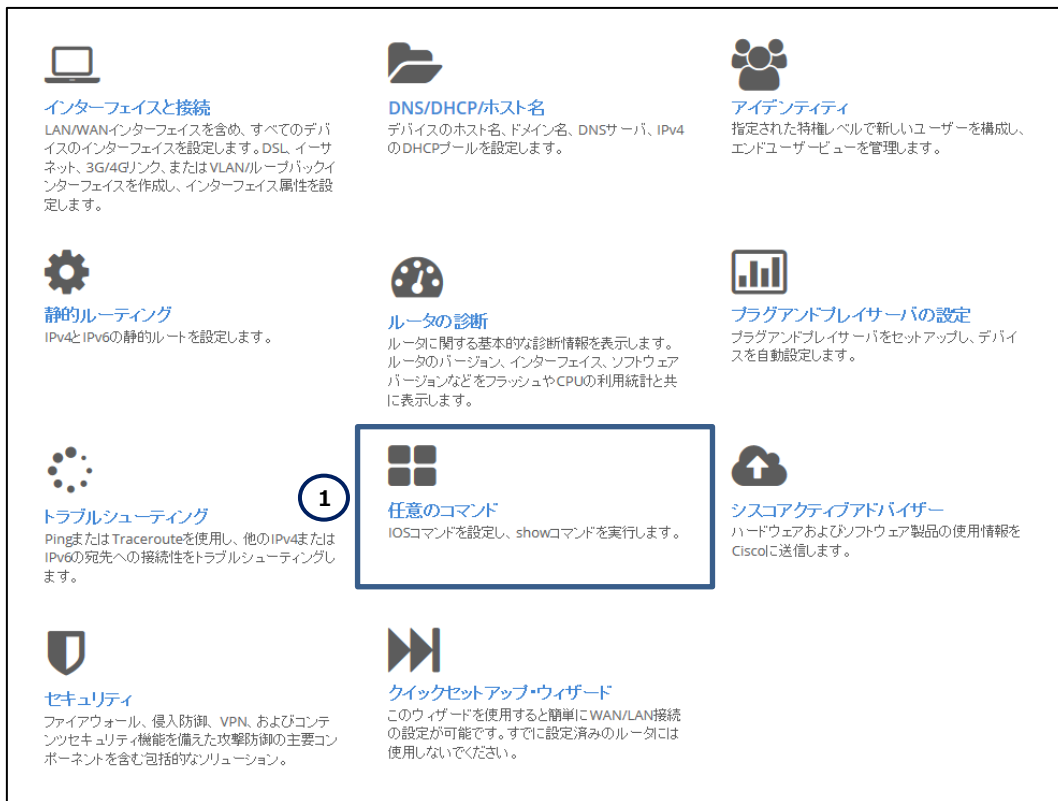 インターフェイスと接続
LAN/WANインターフェイスを含め、すべてのデバ
イスのインターフェイスを設定します。DSL、イーサ
ネット、3G/4Gリンク、またはVLAN/ループバックイ
ンターフェイスを作成し、インターフェイス属性を設
定します。
DNS/DHCP/ホスト名
デバイスのホスト名、ドメイン名、DNSサーバ、IPv4
のDHCPプールを設定します。
アイデンティティ
指定された特権レベルで新しいユーザーを構成し、
エンドユーザービューを管理します。
静的ルーティング
IPv4とIPv6の静的ルートを設定します。
ルータの診断
ルータに関する基本的な診断情報を表示します。
ルータのバージョン、インターフェイス、ソフトウェア
バージョンなどをフラッシュやCPUの利用統計と共
に表示します。
プラグアンドプレイサーバの設定
プラグアンドプレイサーバをセットアップし、デバイ
スを自動設定します。
トラブルシューティング
PingまたはTracerouteを使用し、他のIPv4または
IPv6の宛先への接続性をトラブルシューティングし
ます。
1
任意のコマンド
IOSコマンドを設定し、showコマンドを実行します。
シスコアクティブアドバイザー
ハードウェアおよびソフトウェア製品の使用情報を
Ciscoに送信します。
セキュリティ
ファイアウォール、侵入防御、VPN、およびコンテ
ンツセキュリティ機能を備えた攻撃防御の主要コン
ポーネントを含む包括的なソリューション。
クイックセットアップ・ウィザード
このウィザードを使用すると簡単にWAN/LAN接続
の設定が可能です。すでに設定済みのルータには
使用しないでください。